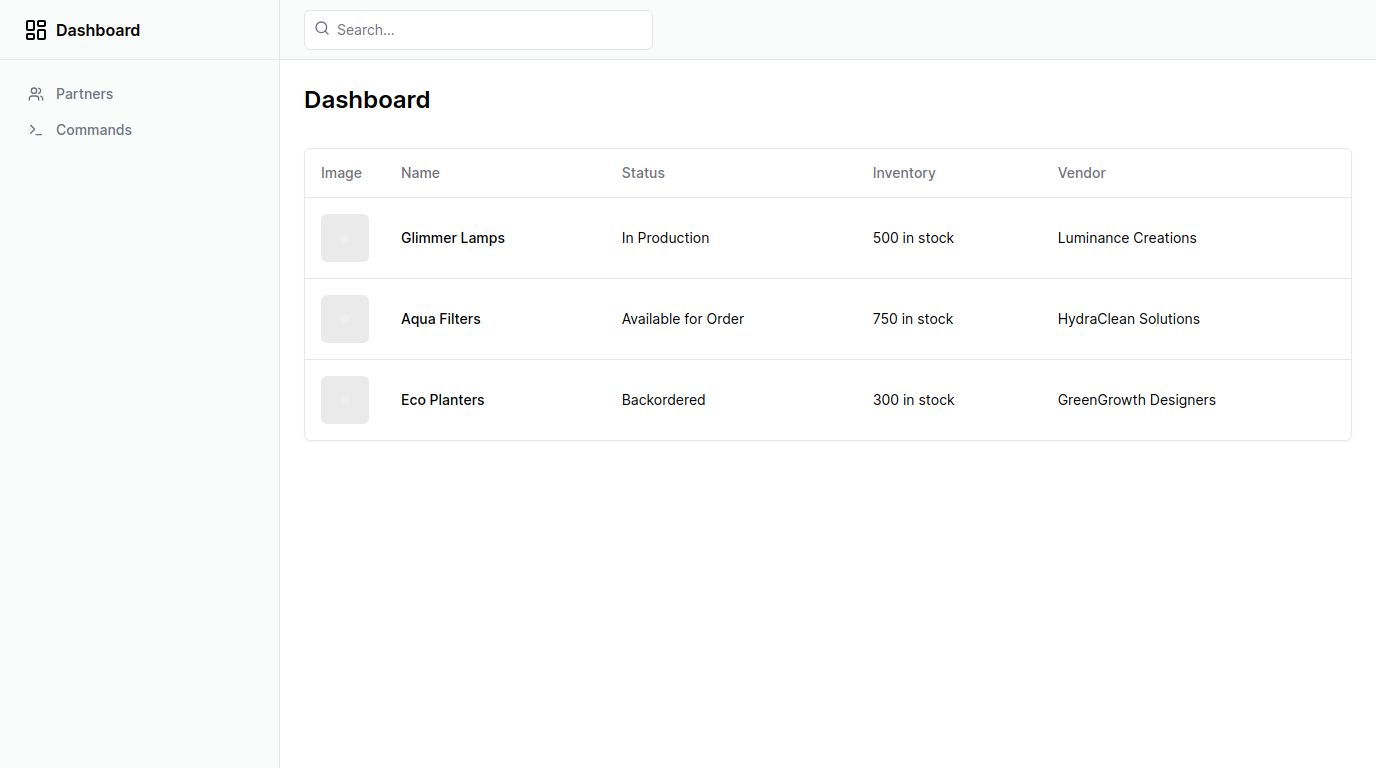 Dashboard
Search...
Partners
Commands
Dashboard
Image Name Status Inventory Vendor
Glimmer Lamps In Production 500 in stock Luminance Creations
Aqua Filters Available for Order 750 in stock HydraClean Solutions
Eco Planters Backordered 300 in stock GreenGrowth Designers